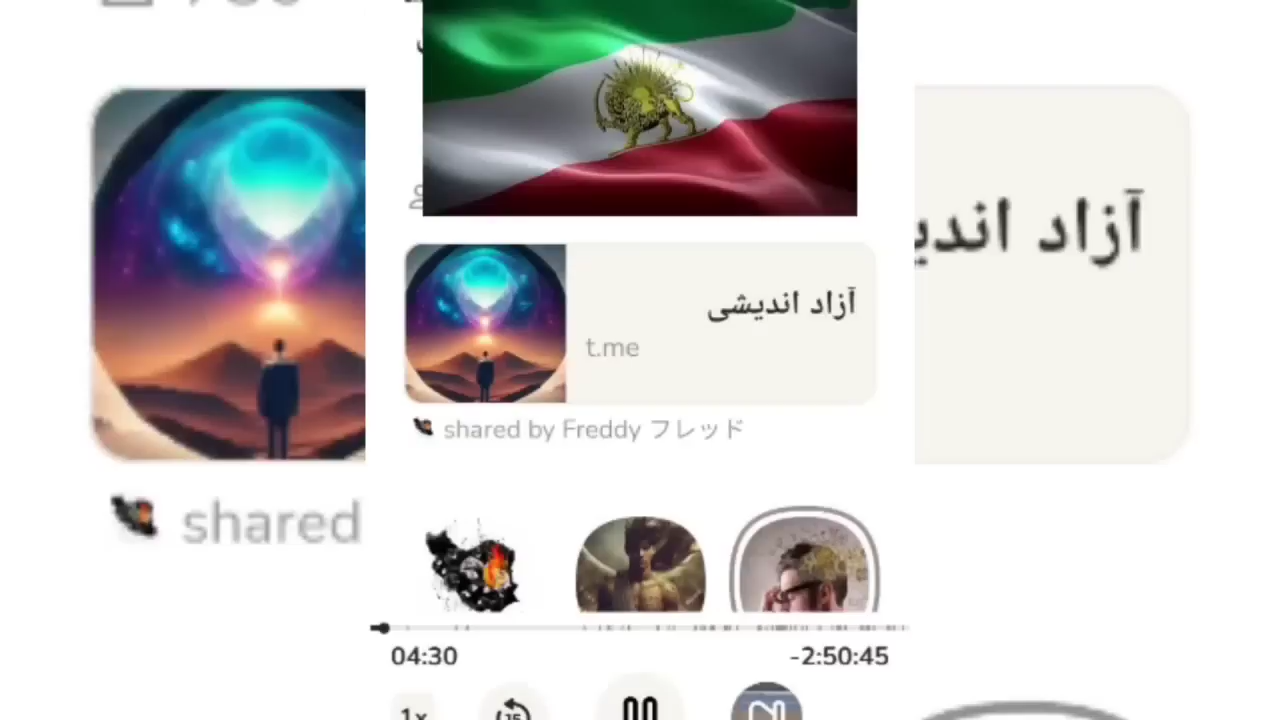 آزاد اندیشی
t.me
shared by Freddy フレッド
04:30
-2:50:45
1x
15
shared
آزاد اندی